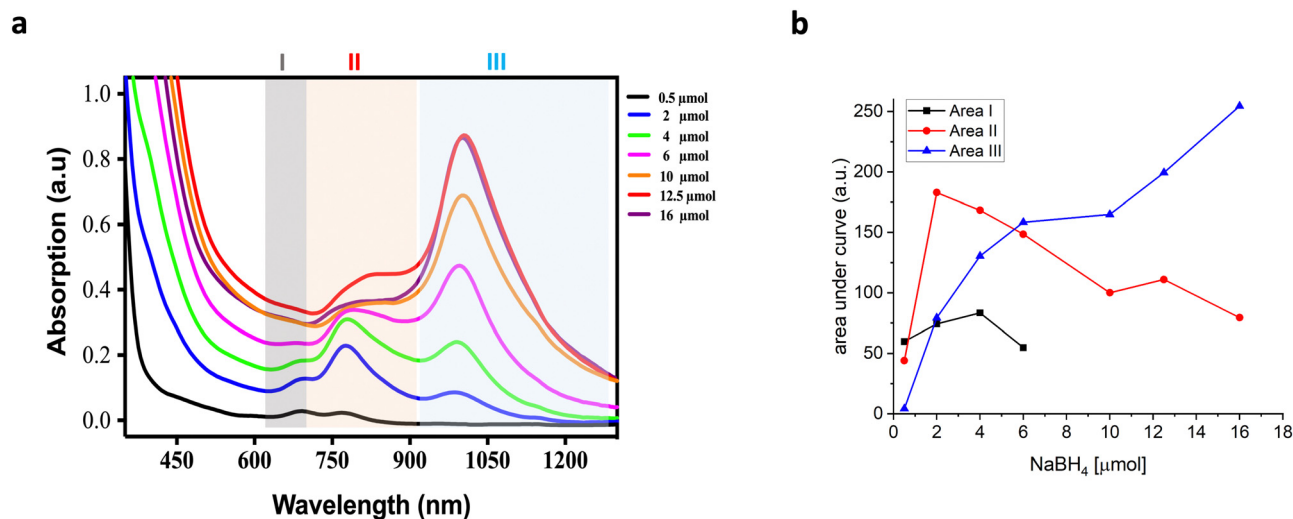 a
I II III
1.0
0.8
0.6
0.4
0.2
0.0
Absorption (a.u)
450 600 750 900 1050 1200
Wavelength (nm)
0.5 µmol
2 µmol
4 µmol
6 µmol
10 µmol
12.5 µmol
16 µmol
b
Area I
Area II
Area III
250
200
150
100
50
0
area under curve (a.u.)
0 2 4 6 8 10 12 14 16 18
NaBH4 [µmol]